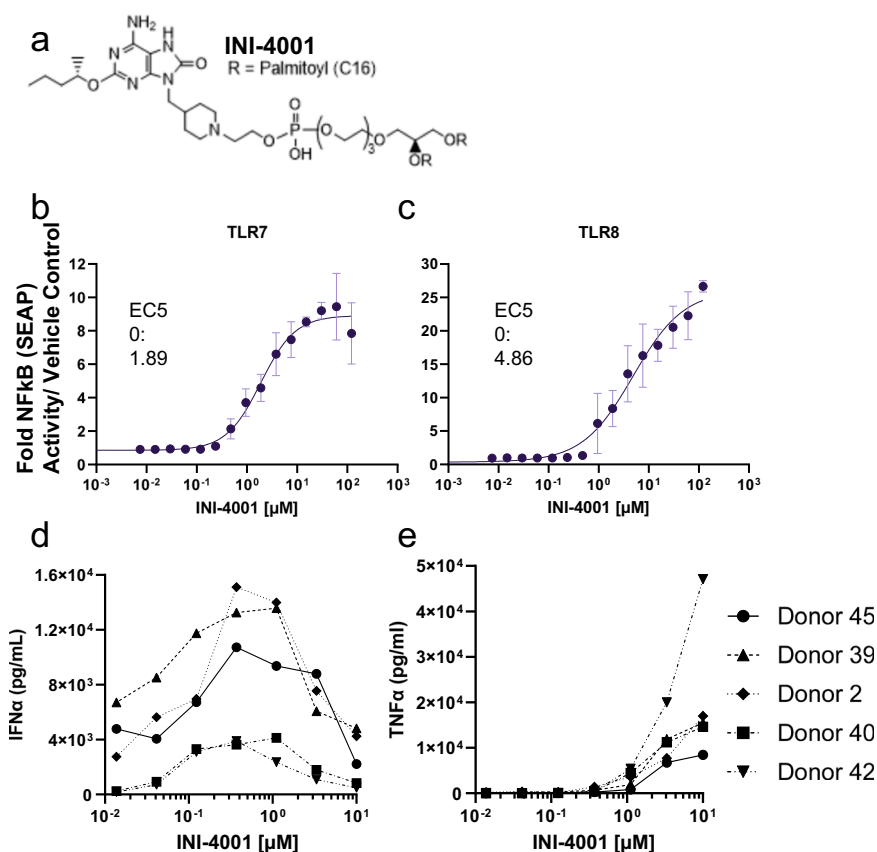 a
INI-4001
R = Palmitoyl (C16)
NH2
N
H
N
O
N
N
O
N
O
P
O
OH
O
O
3
O
OR
OR
b
TLR7
Fold NFkB (SEAP)
Activity/ Vehicle Control
12
10
8
6
4
2
0
EC5
0:
1.89
10-3 10-2 10-1 100 101 102 103
INI-4001 [µM]
c
TLR8
30
25
20
15
10
5
0
EC5
0:
4.86
10-3 10-2 10-1 100 101 102 103
INI-4001 [µM]
d
IFNα (pg/mL)
1.6×10⁴
1.2×10⁴
8×10³
4×10³
0
10-2 10-1 100 101
INI-4001 [µM]
e
TNFα (pg/ml)
5×10⁴
4×10⁴
3×10⁴
2×10⁴
1×10⁴
0
10-2 10-1 100 101
INI-4001 [µM]
Donor 45
Donor 39
Donor 2
Donor 40
Donor 42